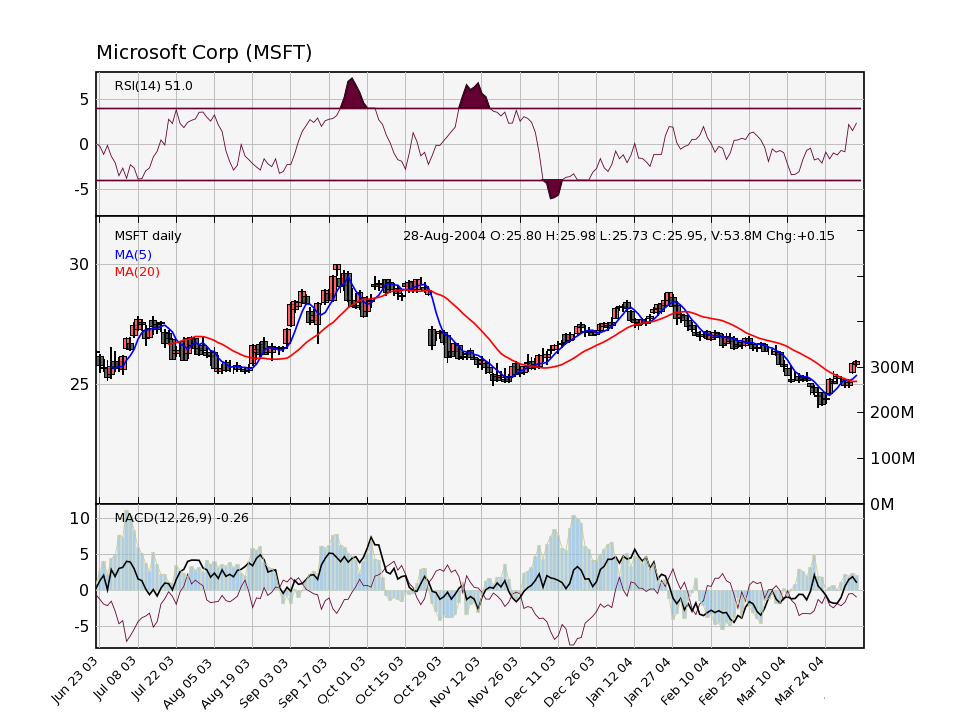 Microsoft Corp (MSFT)
RSI(14) 51.0
5
0
-5
MSFT daily
28-Aug-2004 O:25.80 H:25.98 L:25.73 C:25.95, V:53.8M Chg:+0.15
MA(5)
MA(20)
30
25
300M
200M
100M
0M
MACD(12,26,9) -0.26
10
5
0
-5
Jun 23 03
Jul 08 03
Jul 22 03
Aug 05 03
Aug 19 03
Sep 03 03
Sep 17 03
Oct 01 03
Oct 15 03
Oct 29 03
Nov 12 03
Nov 26 03
Dec 11 03
Dec 26 03
Jan 12 04
Jan 27 04
Feb 10 04
Feb 25 04
Mar 10 04
Mar 24 04